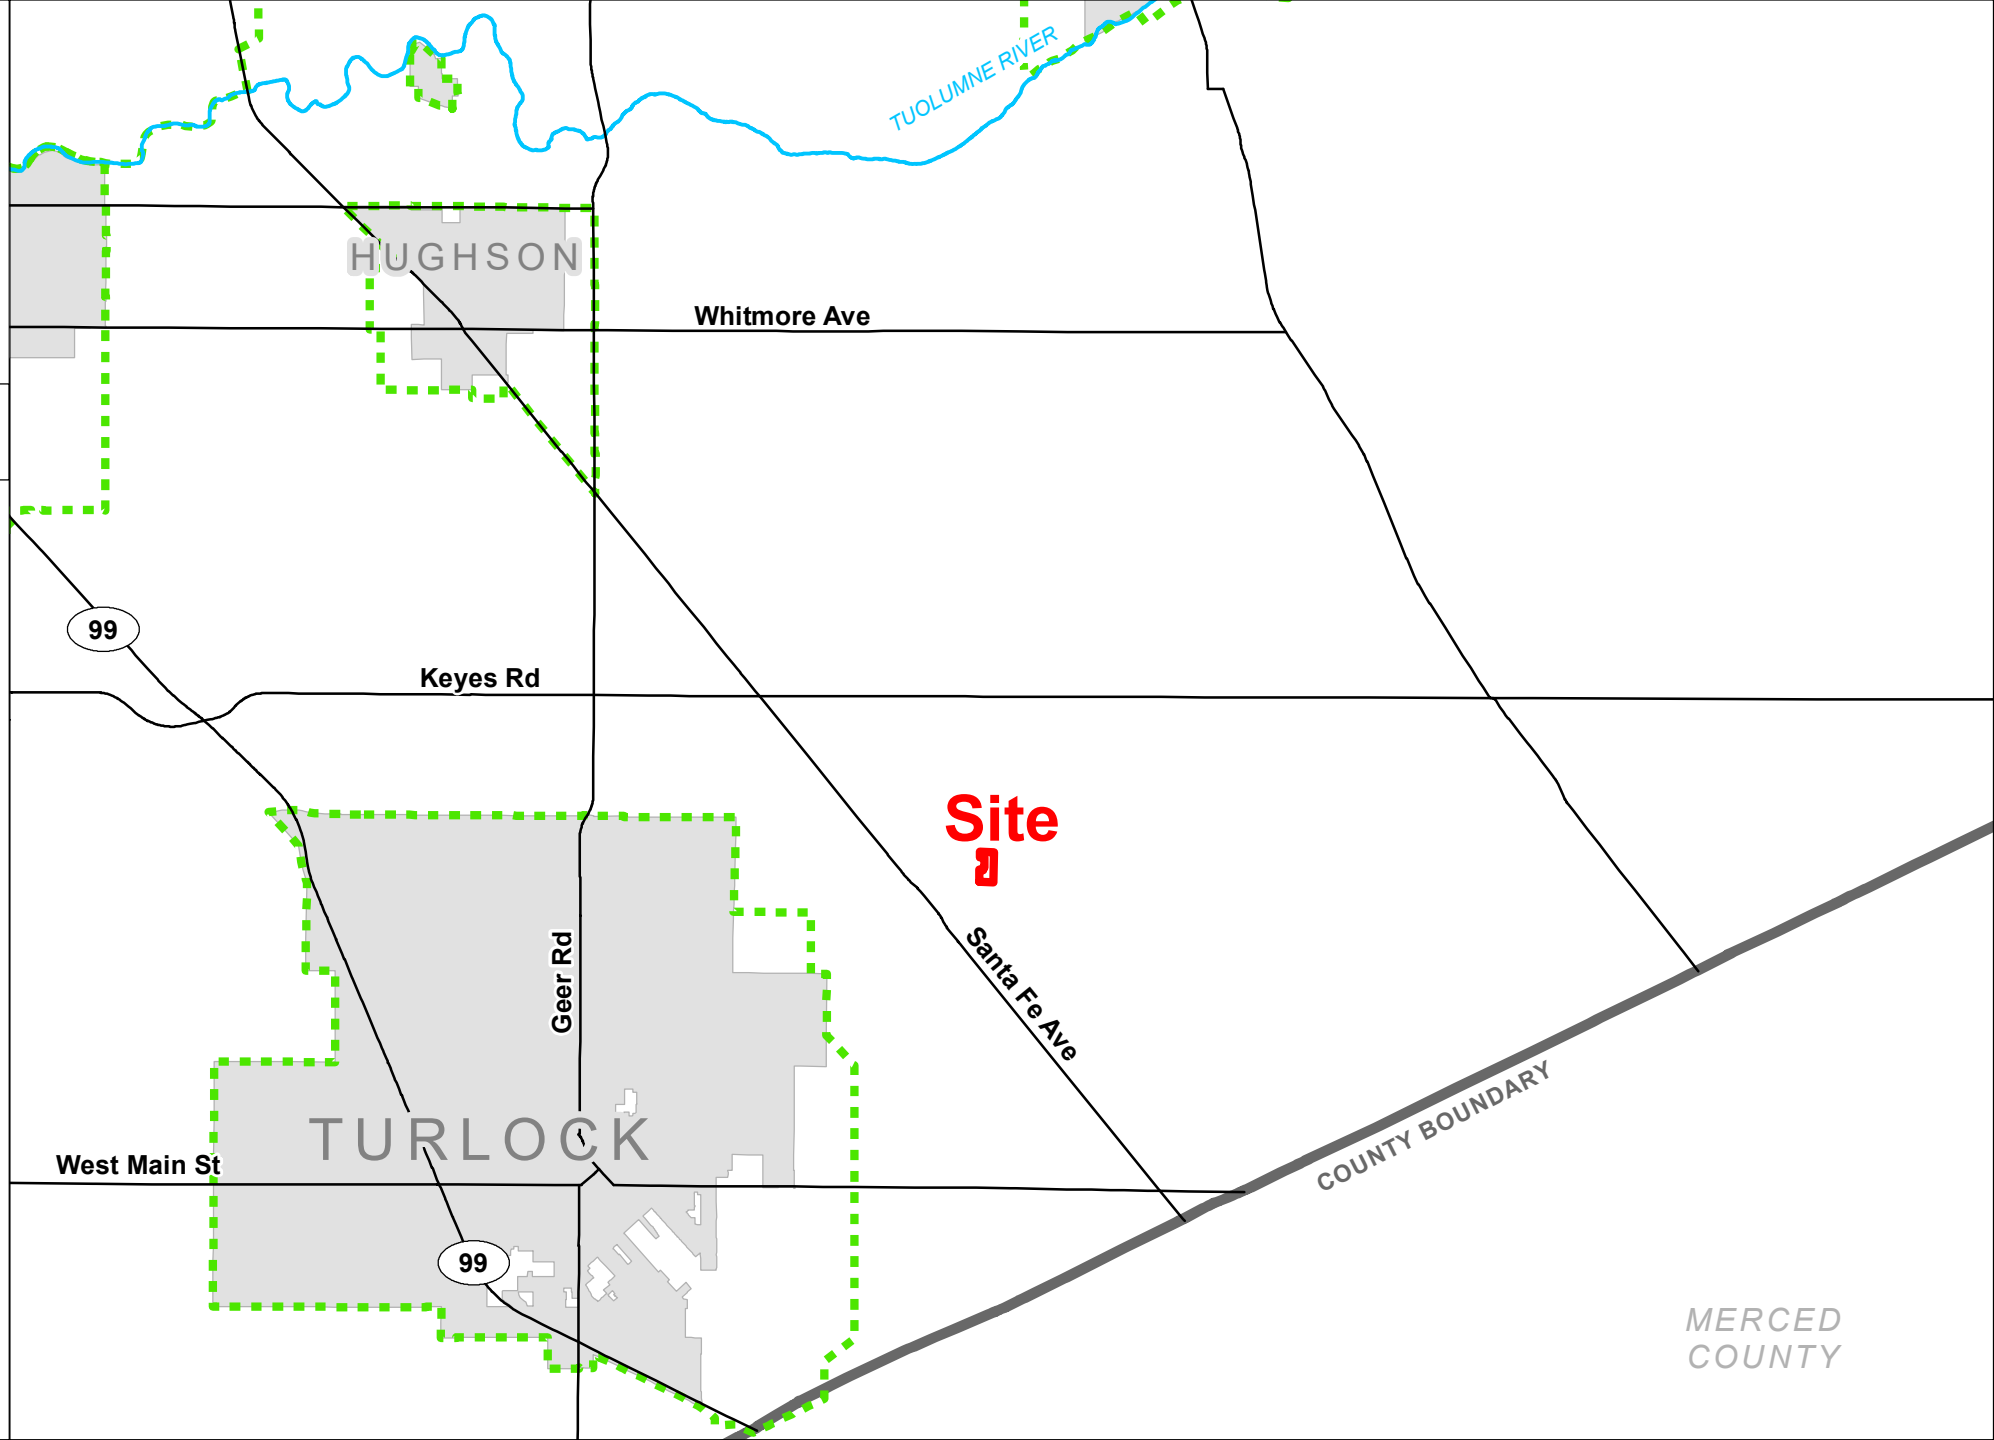 TUOLUMNE RIVER
HUGHSON
Whitmore Ave
99
Keyes Rd
Site
Geer Rd
Santa Fe Ave
TURLOCK
COUNTY BOUNDARY
West Main St
99
MERCED
COUNTY